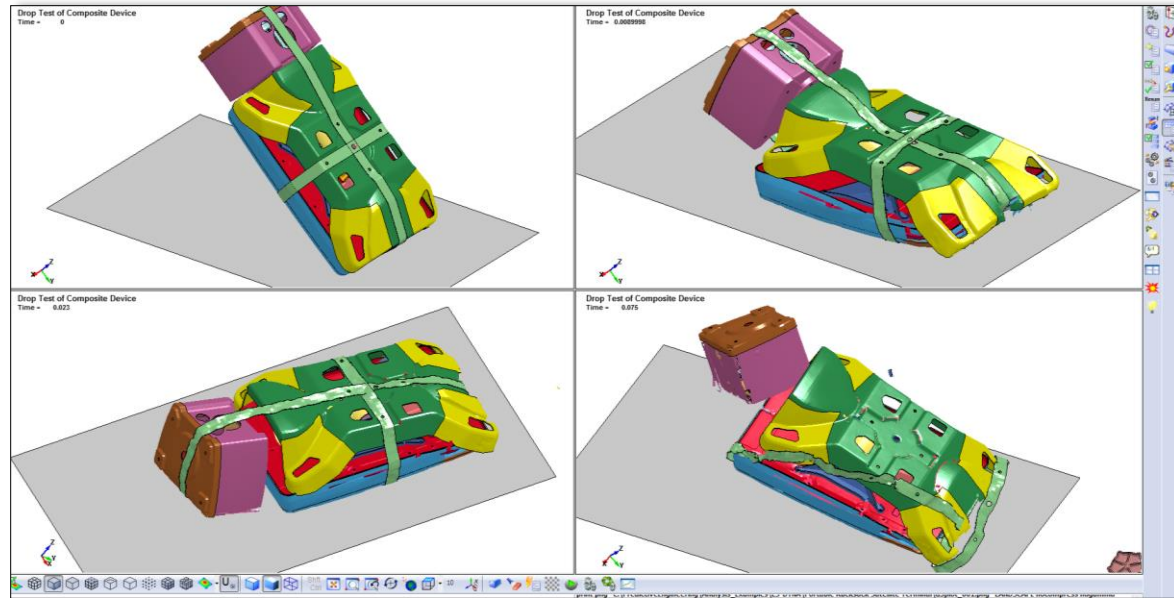 Drop Test of Composite Device
Time =      0
Drop Test of Composite Device
Time =   0.0089998
Drop Test of Composite Device
Time =    0.023
Drop Test of Composite Device
Time =    0.075
X
Y
Z
X
Y
Z
X
Y
Z
X
Y
Z